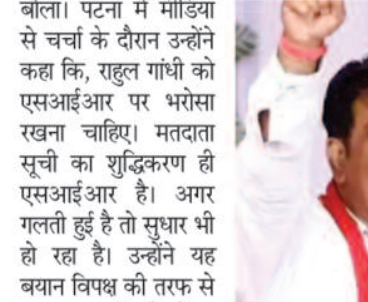 बोला। पटना में मीडिया
से चर्चा के दौरान उन्होंने
कहा कि, राहुल गांधी को
एसआईआर पर भरोसा
रखना चाहिए। मतदाता
सूची का शुद्धिकरण ही
एसआईआर है। अगर
गलती हुई है तो सुधार भी
हो रहा है। उन्होंने यह
बयान विपक्ष की तरफ से